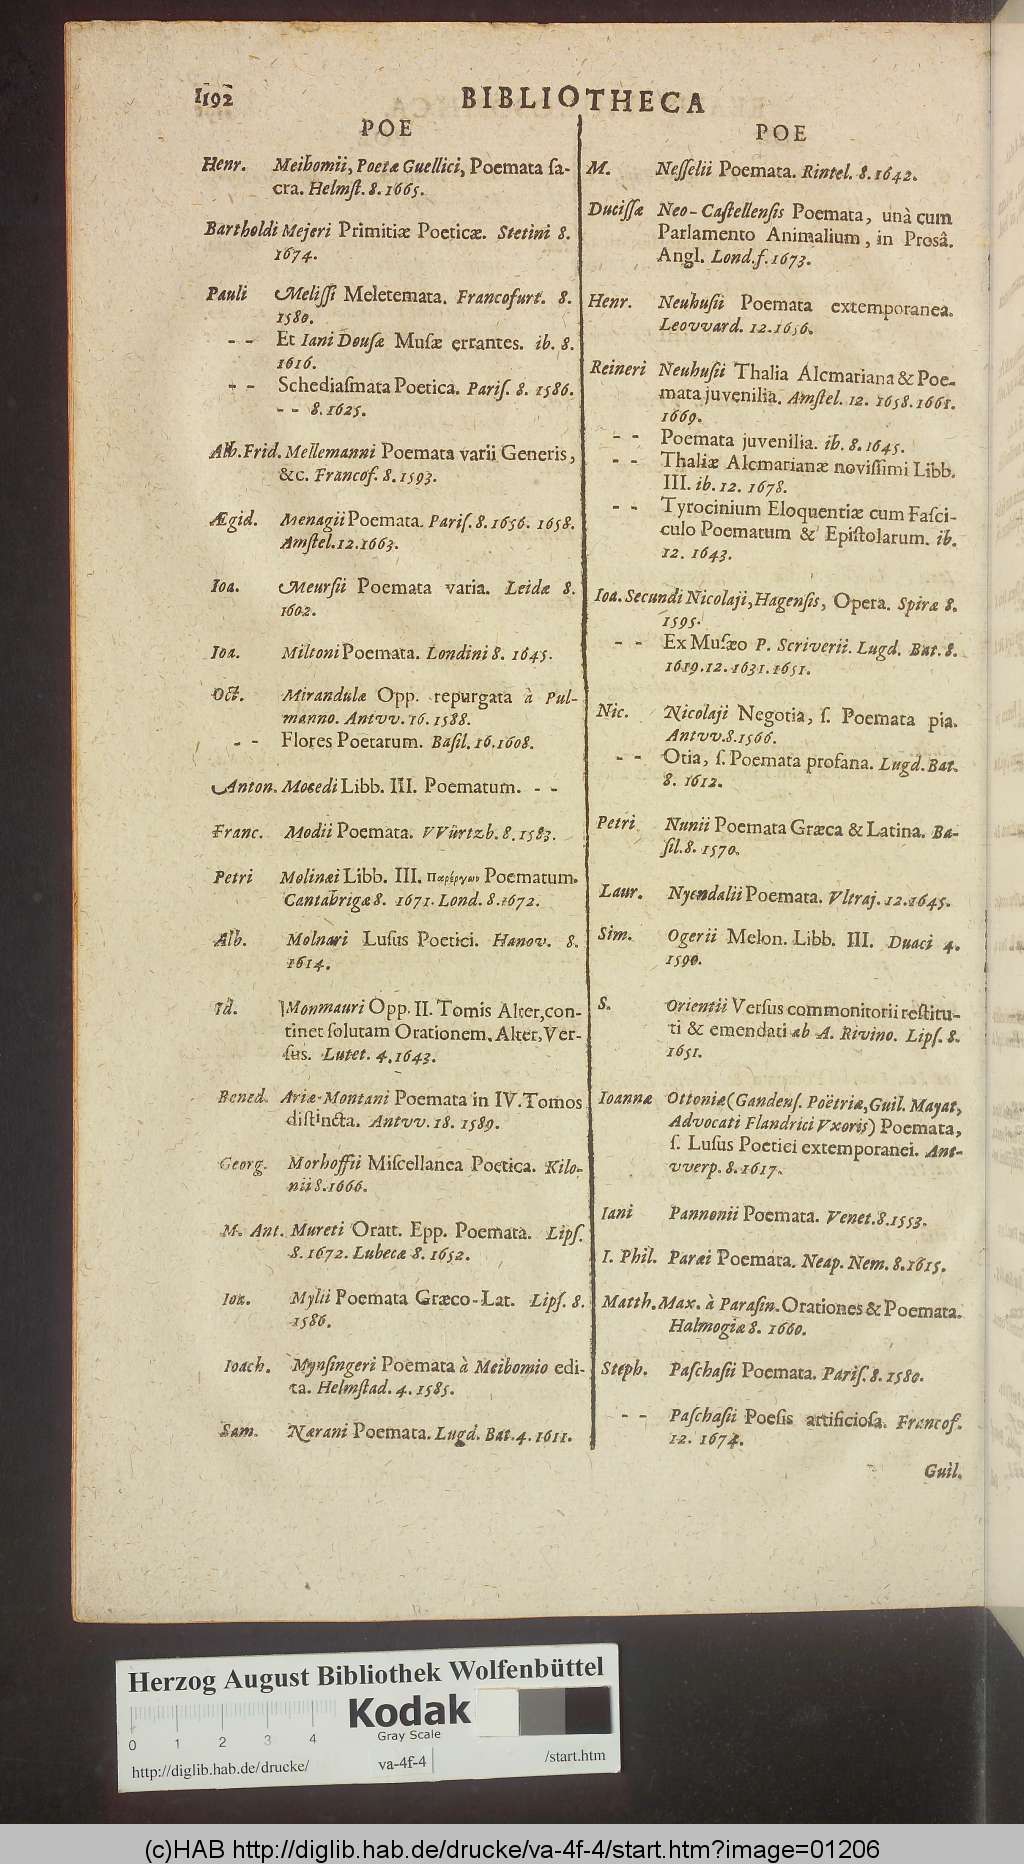 1192
BIBLIOTHECA
POE
Henr. Meibomii, Poetæ Guellici, Poemata ſa-
cra. Helmſt. 8. 1665.
Bartholdi Mejeri Primitiæ Poeticæ. Stetini 8.
1674.
Pauli Meliſſi Meletemata. Francofurt. 8.
1580.
- - Et Iani Douſæ Muſæ errantes. ib. 8.
1616.
- - Schediaſmata Poetica. Pariſ. 8. 1586.
- - 8. 1625.
Alb. Frid. Mellemanni Poemata varii Generis,
&c. Francof. 8. 1593.
Ægid. Menagii Poemata. Pariſ. 8. 1656. 1658.
Amſtel. 12. 1663.
Ioa. Meurſii Poemata varia. Leidæ 8.
1602.
Ioa. Miltoni Poemata. Londini 8. 1645.
Oct. Mirandulæ Opp. repurgata à Pul-
manno. Antvv. 16. 1588.
- - Flores Poetarum. Baſil. 16. 1608.
Anton. Mocedi Libb. III. Poematum. - -
Franc. Modii Poemata. VVürtzb. 8. 1583.
Petri Molinæi Libb. III. Παρέργων Poematum.
Cantabrigæ 8. 1671. Lond. 8. 1672.
Alb. Molnari Luſus Poetici. Hanov. 8.
1614.
Id. Monmauri Opp. II. Tomis Alter, con-
tinet ſolutam Orationem. Alter, Ver-
ſus. Lutet. 4. 1643.
Bened. Ariæ-Montani Poemata in IV. Tomos
diſtincta. Antvv. 18. 1589.
Georg. Morhoffii Miſcellanea Poetica. Kilo-
nii 8. 1666.
M. Ant. Mureti Oratt. Epp. Poemata. Lipſ.
8. 1672. Lubecæ 8. 1652.
Ioa. Mylii Poemata Græco-Lat. Lipſ. 8.
1586.
Ioach. Mynſingeri Poemata à Meibomio edi-
ta. Helmſtad. 4. 1585.
Sam. Nærani Poemata. Lugd. Bat. 4. 1611.
POE
M. Neſſelii Poemata. Rintel. 8. 1642.
Duciſſæ Neo-Caſtellenſis Poemata, unà cum
Parlamento Animalium, in Prosâ.
Angl. Lond. f. 1673.
Henr. Neuhuſii Poemata extemporanea.
Leovvard. 12. 1656.
Reineri Neuhuſii Thalia Alcmariana & Poe-
mata juvenilia. Amſtel. 12. 1658. 1661.
1669.
- - Poemata juvenilia. ib. 8. 1645.
- - Thaliæ Alcmarianæ noviſſimi Libb.
III. ib. 12. 1678.
- - Tyrocinium Eloquentiæ cum Faſci-
culo Poematum & Epiſtolarum. ib.
12. 1643.
Ioa. Secundi Nicolaji, Hagenſis, Opera. Spiræ 8.
1595.
- - Ex Muſæo P. Scriverii. Lugd. Bat. 8.
1619. 12. 1631. 1651.
Nic. Nicolaji Negotia, ſ. Poemata pia.
Antvv. 8. 1566.
- - Otia, ſ. Poemata profana. Lugd. Bat.
8. 1612.
Petri Nunii Poemata Græca & Latina. Ba-
ſil. 8. 1570.
Laur. Nyendalii Poemata. Vltraj. 12. 1645.
Sim. Ogerii Melon. Libb. III. Duaci 4.
1590.
S. Orientii Verſus commonitorii reſtitu-
ti & emendati ab A. Rivino. Lipſ. 8.
1651.
Ioannæ Ottoniæ (Gandenſ. Poëtriæ, Guil. Mayat,
Advocati Flandrici Vxoris) Poemata,
ſ. Luſus Poetici extemporanei. Ant-
vverp. 8. 1617.
Iani Pannonii Poemata. Venet. 8. 1553.
I. Phil. Paræi Poemata. Neap. Nem. 8. 1615.
Matth. Max. à Paraſin. Orationes & Poemata.
Halmogiæ 8. 1660.
Steph. Paſchaſii Poemata. Pariſ. 8. 1580.
- - Paſchaſii Poeſis artificioſa. Francof.
12. 1674.
Guil.
Herzog August Bibliothek Wolfenbüttel
Kodak
Gray Scale
0 1 2 3 4
http://diglib.hab.de/drucke/ va-4f-4 /start.htm
(c)HAB http://diglib.hab.de/drucke/va-4f-4/start.htm?image=01206